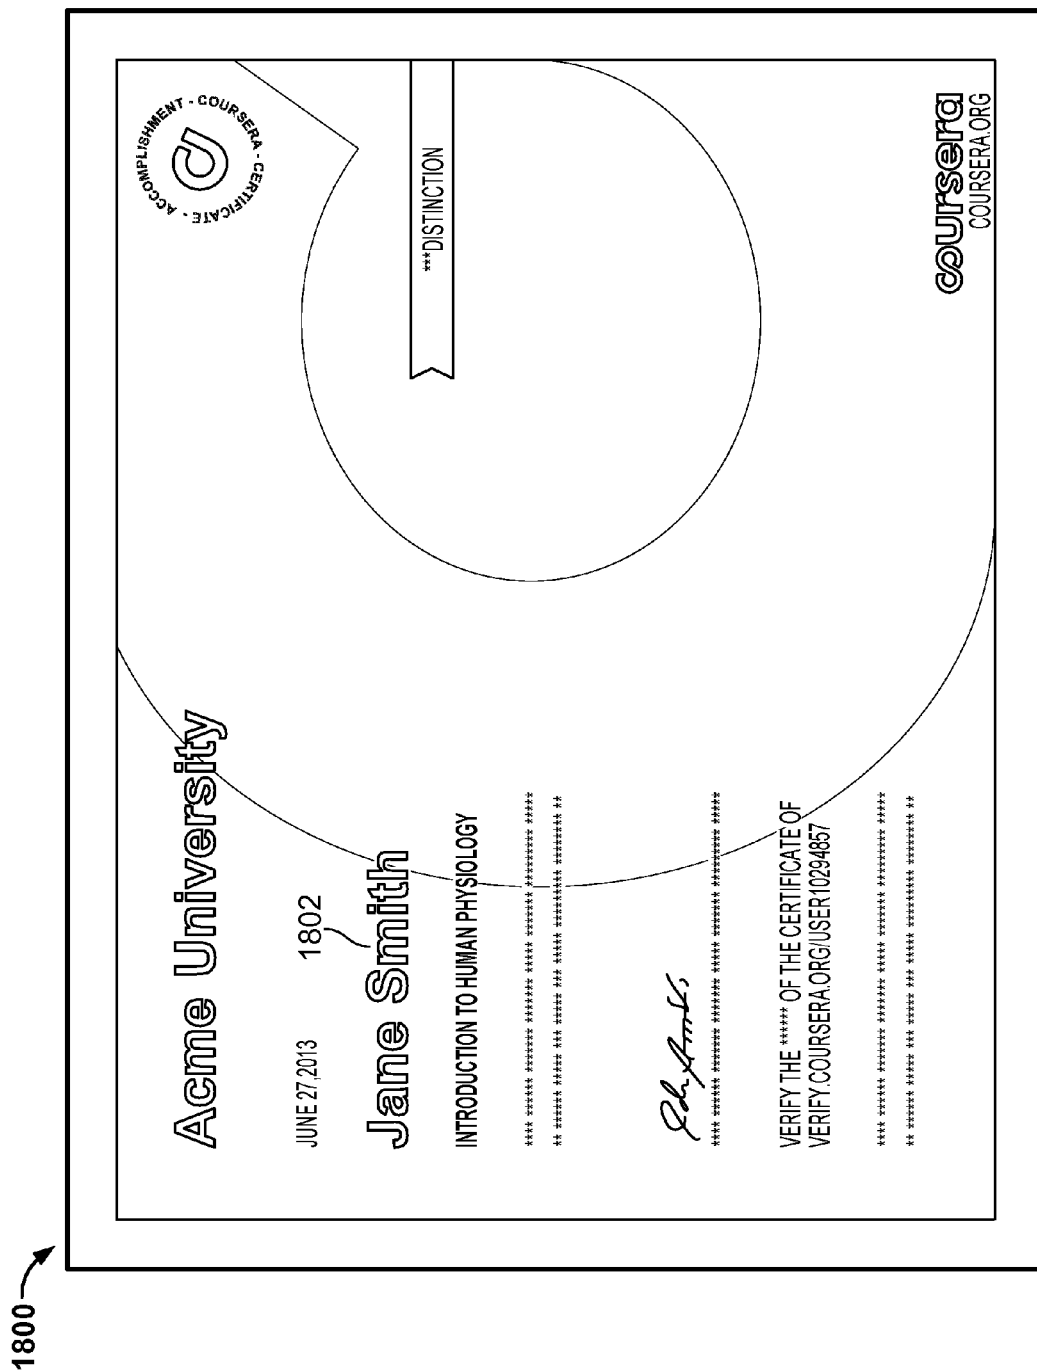 1800
Acme University
ACCOMPLISHMENT - COURSERA - CERTIFICATE -
JUNE 27,2013
1802
Jane Smith
***DISTINCTION
INTRODUCTION TO HUMAN PHYSIOLOGY
VERIFY THE ****** OF THE CERTIFICATE OF
VERIFY.COURSERA.ORG/USER10294857
coursera
COURSERA.ORG